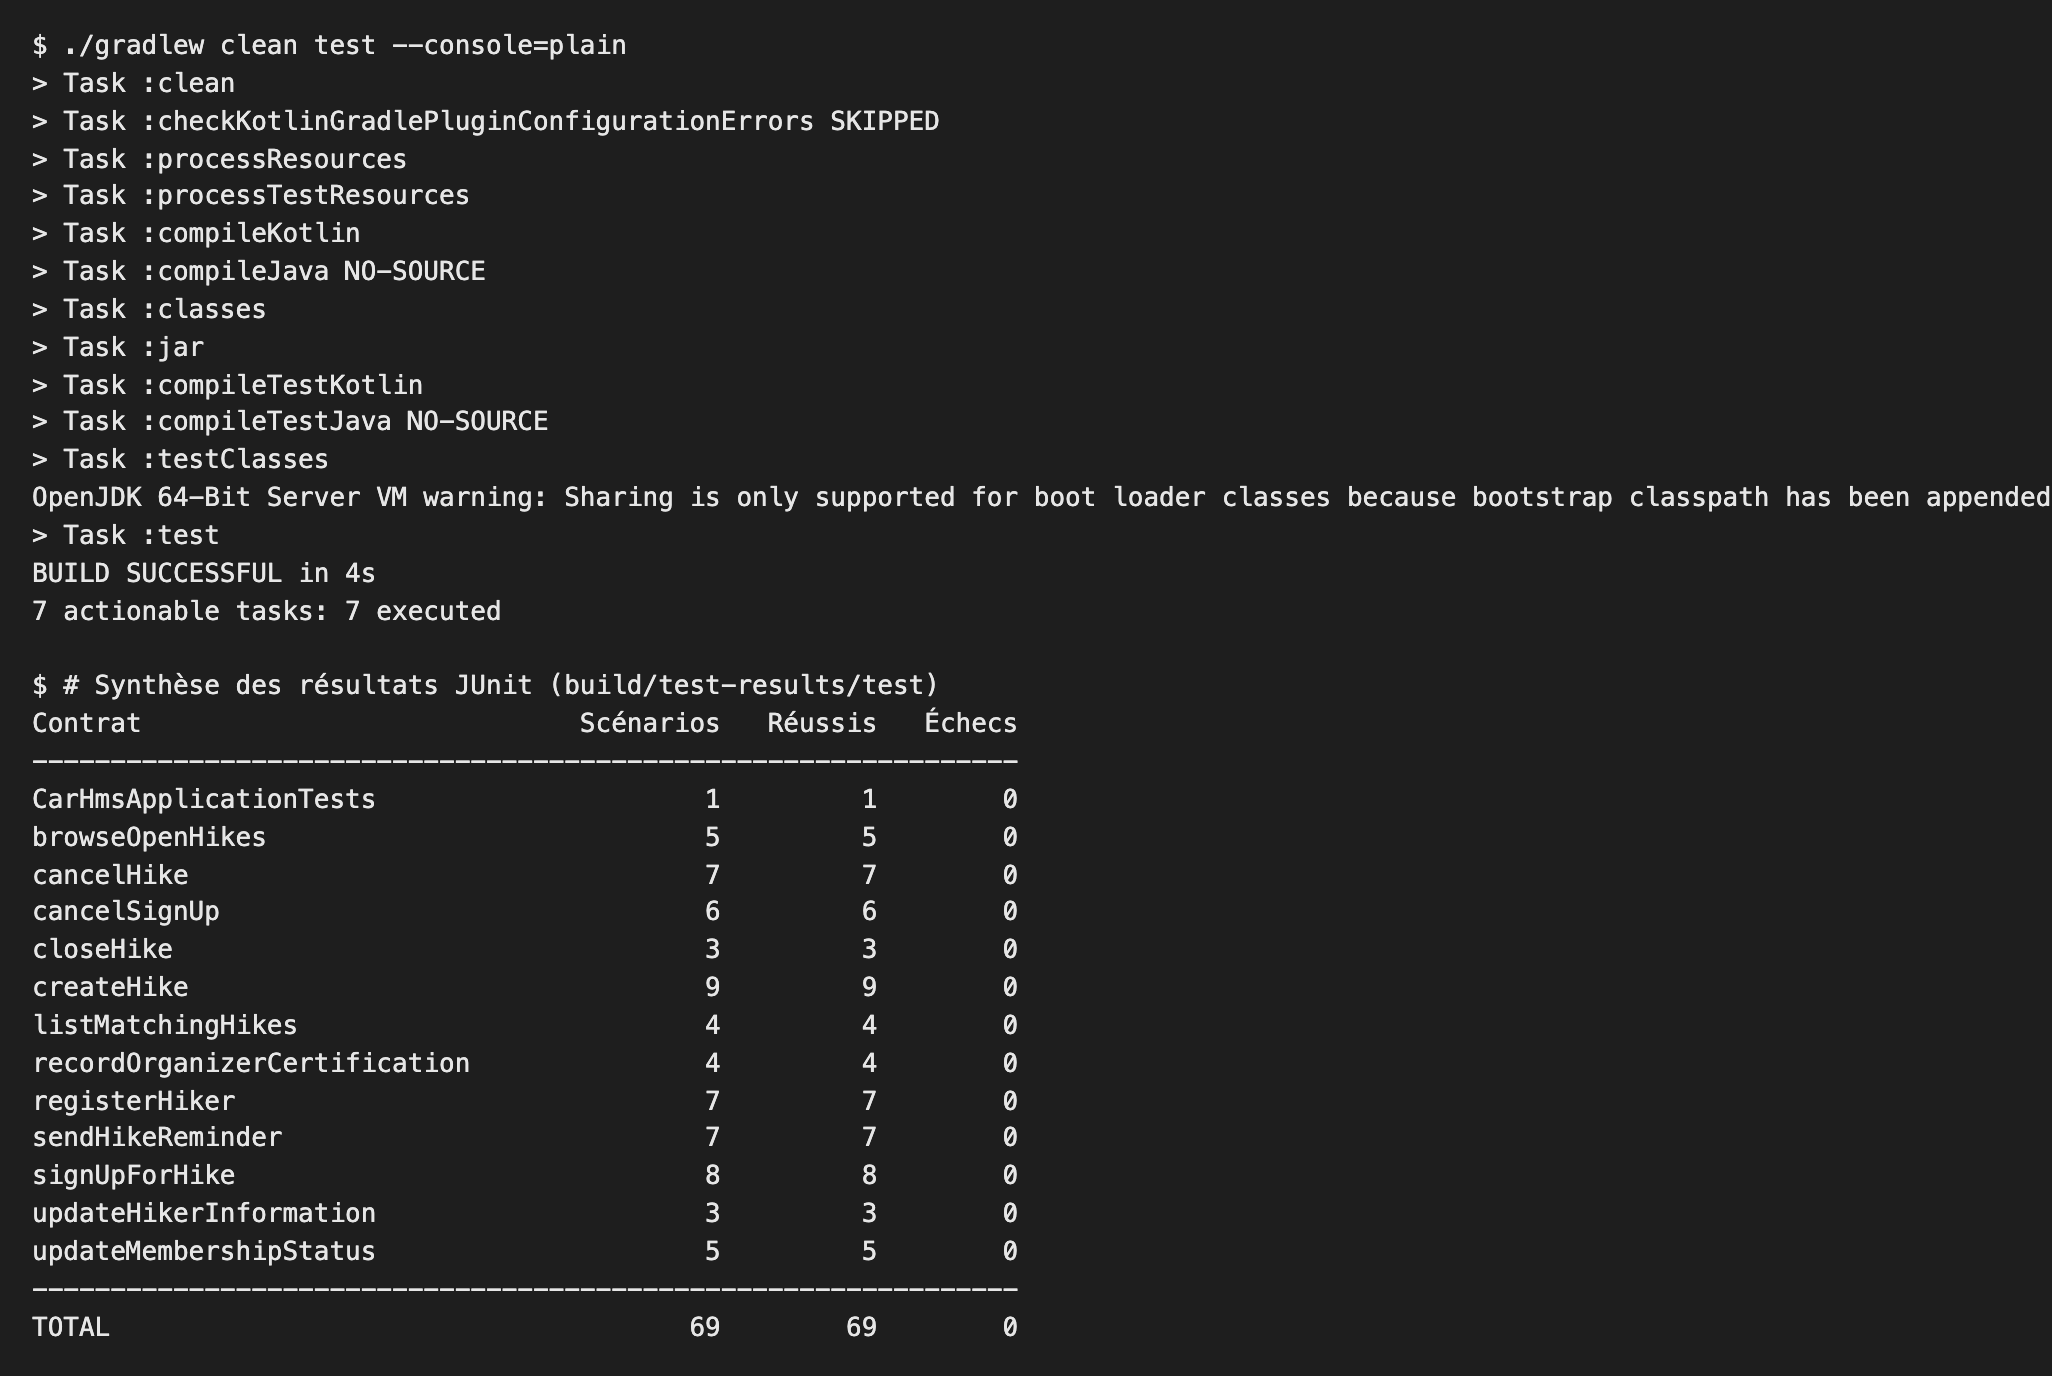 $ ./gradlew clean test --console=plain
> Task :clean
> Task :checkKotlinGradlePluginConfigurationErrors SKIPPED
> Task :processResources
> Task :processTestResources
> Task :compileKotlin
> Task :compileJava NO-SOURCE
> Task :classes
> Task :jar
> Task :compileTestKotlin
> Task :compileTestJava NO-SOURCE
> Task :testClasses
OpenJDK 64-Bit Server VM warning: Sharing is only supported for boot loader classes because bootstrap classpath has been appended
> Task :test
BUILD SUCCESSFUL in 4s
7 actionable tasks: 7 executed

$ # Synthèse des résultats JUnit (build/test-results/test)
Contrat                            Scénarios   Réussis   Échecs
---------------------------------------------------------------
CarHmsApplicationTests                     1         1        0
browseOpenHikes                            5         5        0
cancelHike                                 7         7        0
cancelSignUp                               6         6        0
closeHike                                  3         3        0
createHike                                 9         9        0
listMatchingHikes                          4         4        0
recordOrganizerCertification               4         4        0
registerHiker                              7         7        0
sendHikeReminder                           7         7        0
signUpForHike                              8         8        0
updateHikerInformation                     3         3        0
updateMembershipStatus                     5         5        0
---------------------------------------------------------------
TOTAL                                     69        69        0